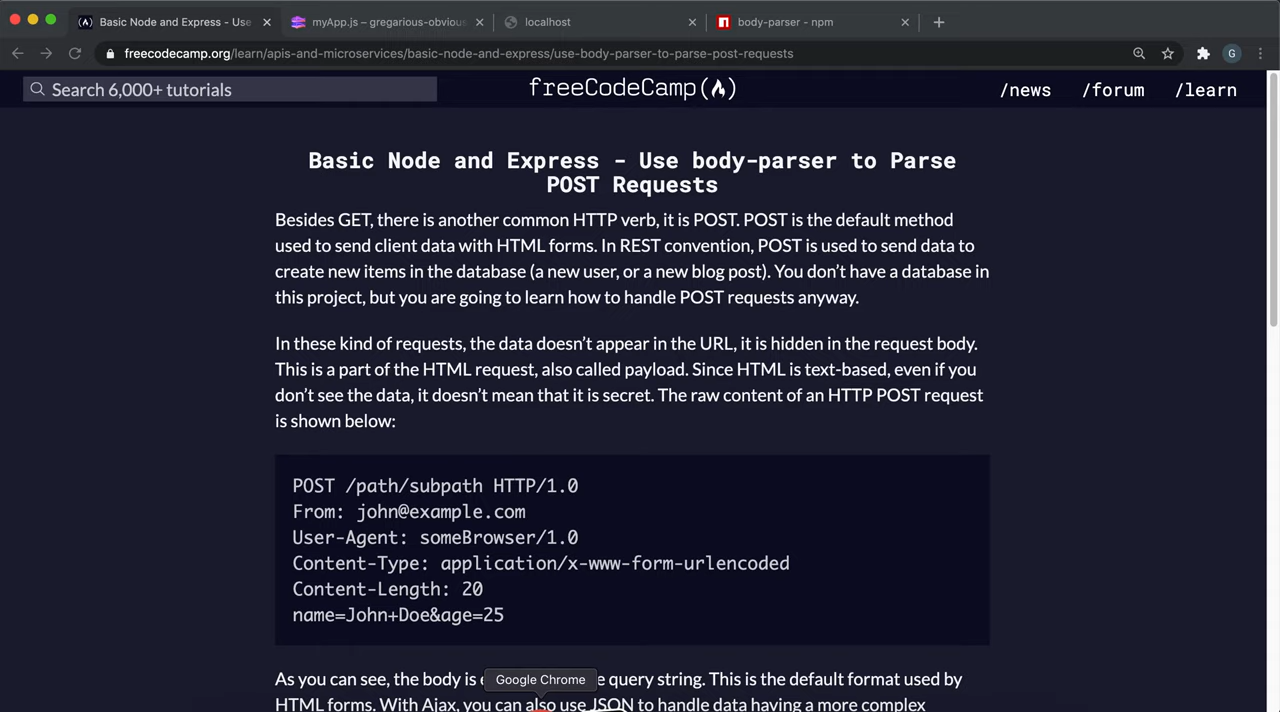 Basic Node and Express - Use
myApp.js – gregarious-obvious
localhost
body-parser - npm
freecodecamp.org/learn/apis-and-microservices/basic-node-and-express/use-body-parser-to-parse-post-requests
G
Search 6,000+ tutorials
freeCodeCamp
/news
/forum
/learn
Basic Node and Express - Use body-parser to Parse
POST Requests
Besides GET, there is another common HTTP verb, it is POST. POST is the default method
used to send client data with HTML forms. In REST convention, POST is used to send data to
create new items in the database (a new user, or a new blog post). You don’t have a database in
this project, but you are going to learn how to handle POST requests anyway.
In these kind of requests, the data doesn’t appear in the URL, it is hidden in the request body.
This is a part of the HTML request, also called payload. Since HTML is text-based, even if you
don’t see the data, it doesn’t mean that it is secret. The raw content of an HTTP POST request
is shown below:
POST /path/subpath HTTP/1.0
From: john@example.com
User-Agent: someBrowser/1.0
Content-Type: application/x-www-form-urlencoded
Content-Length: 20
name=John+Doe&age=25
As you can see, the body is query string. This is the default format used by
Google Chrome
HTML forms. With Ajax, you can also use JSON to handle data having a more complex